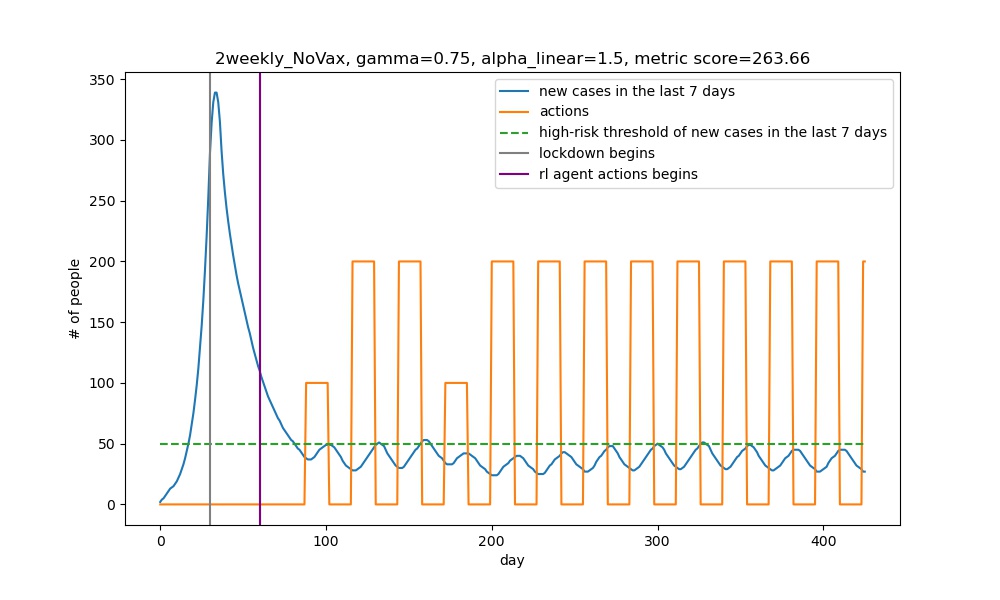 2weekly_NoVax, gamma=0.75, alpha_linear=1.5, metric score=263.66
new cases in the last 7 days
actions
high-risk threshold of new cases in the last 7 days
lockdown begins
rl agent actions begins
# of people
350
300
250
200
150
100
50
0
0
100
200
300
400
day